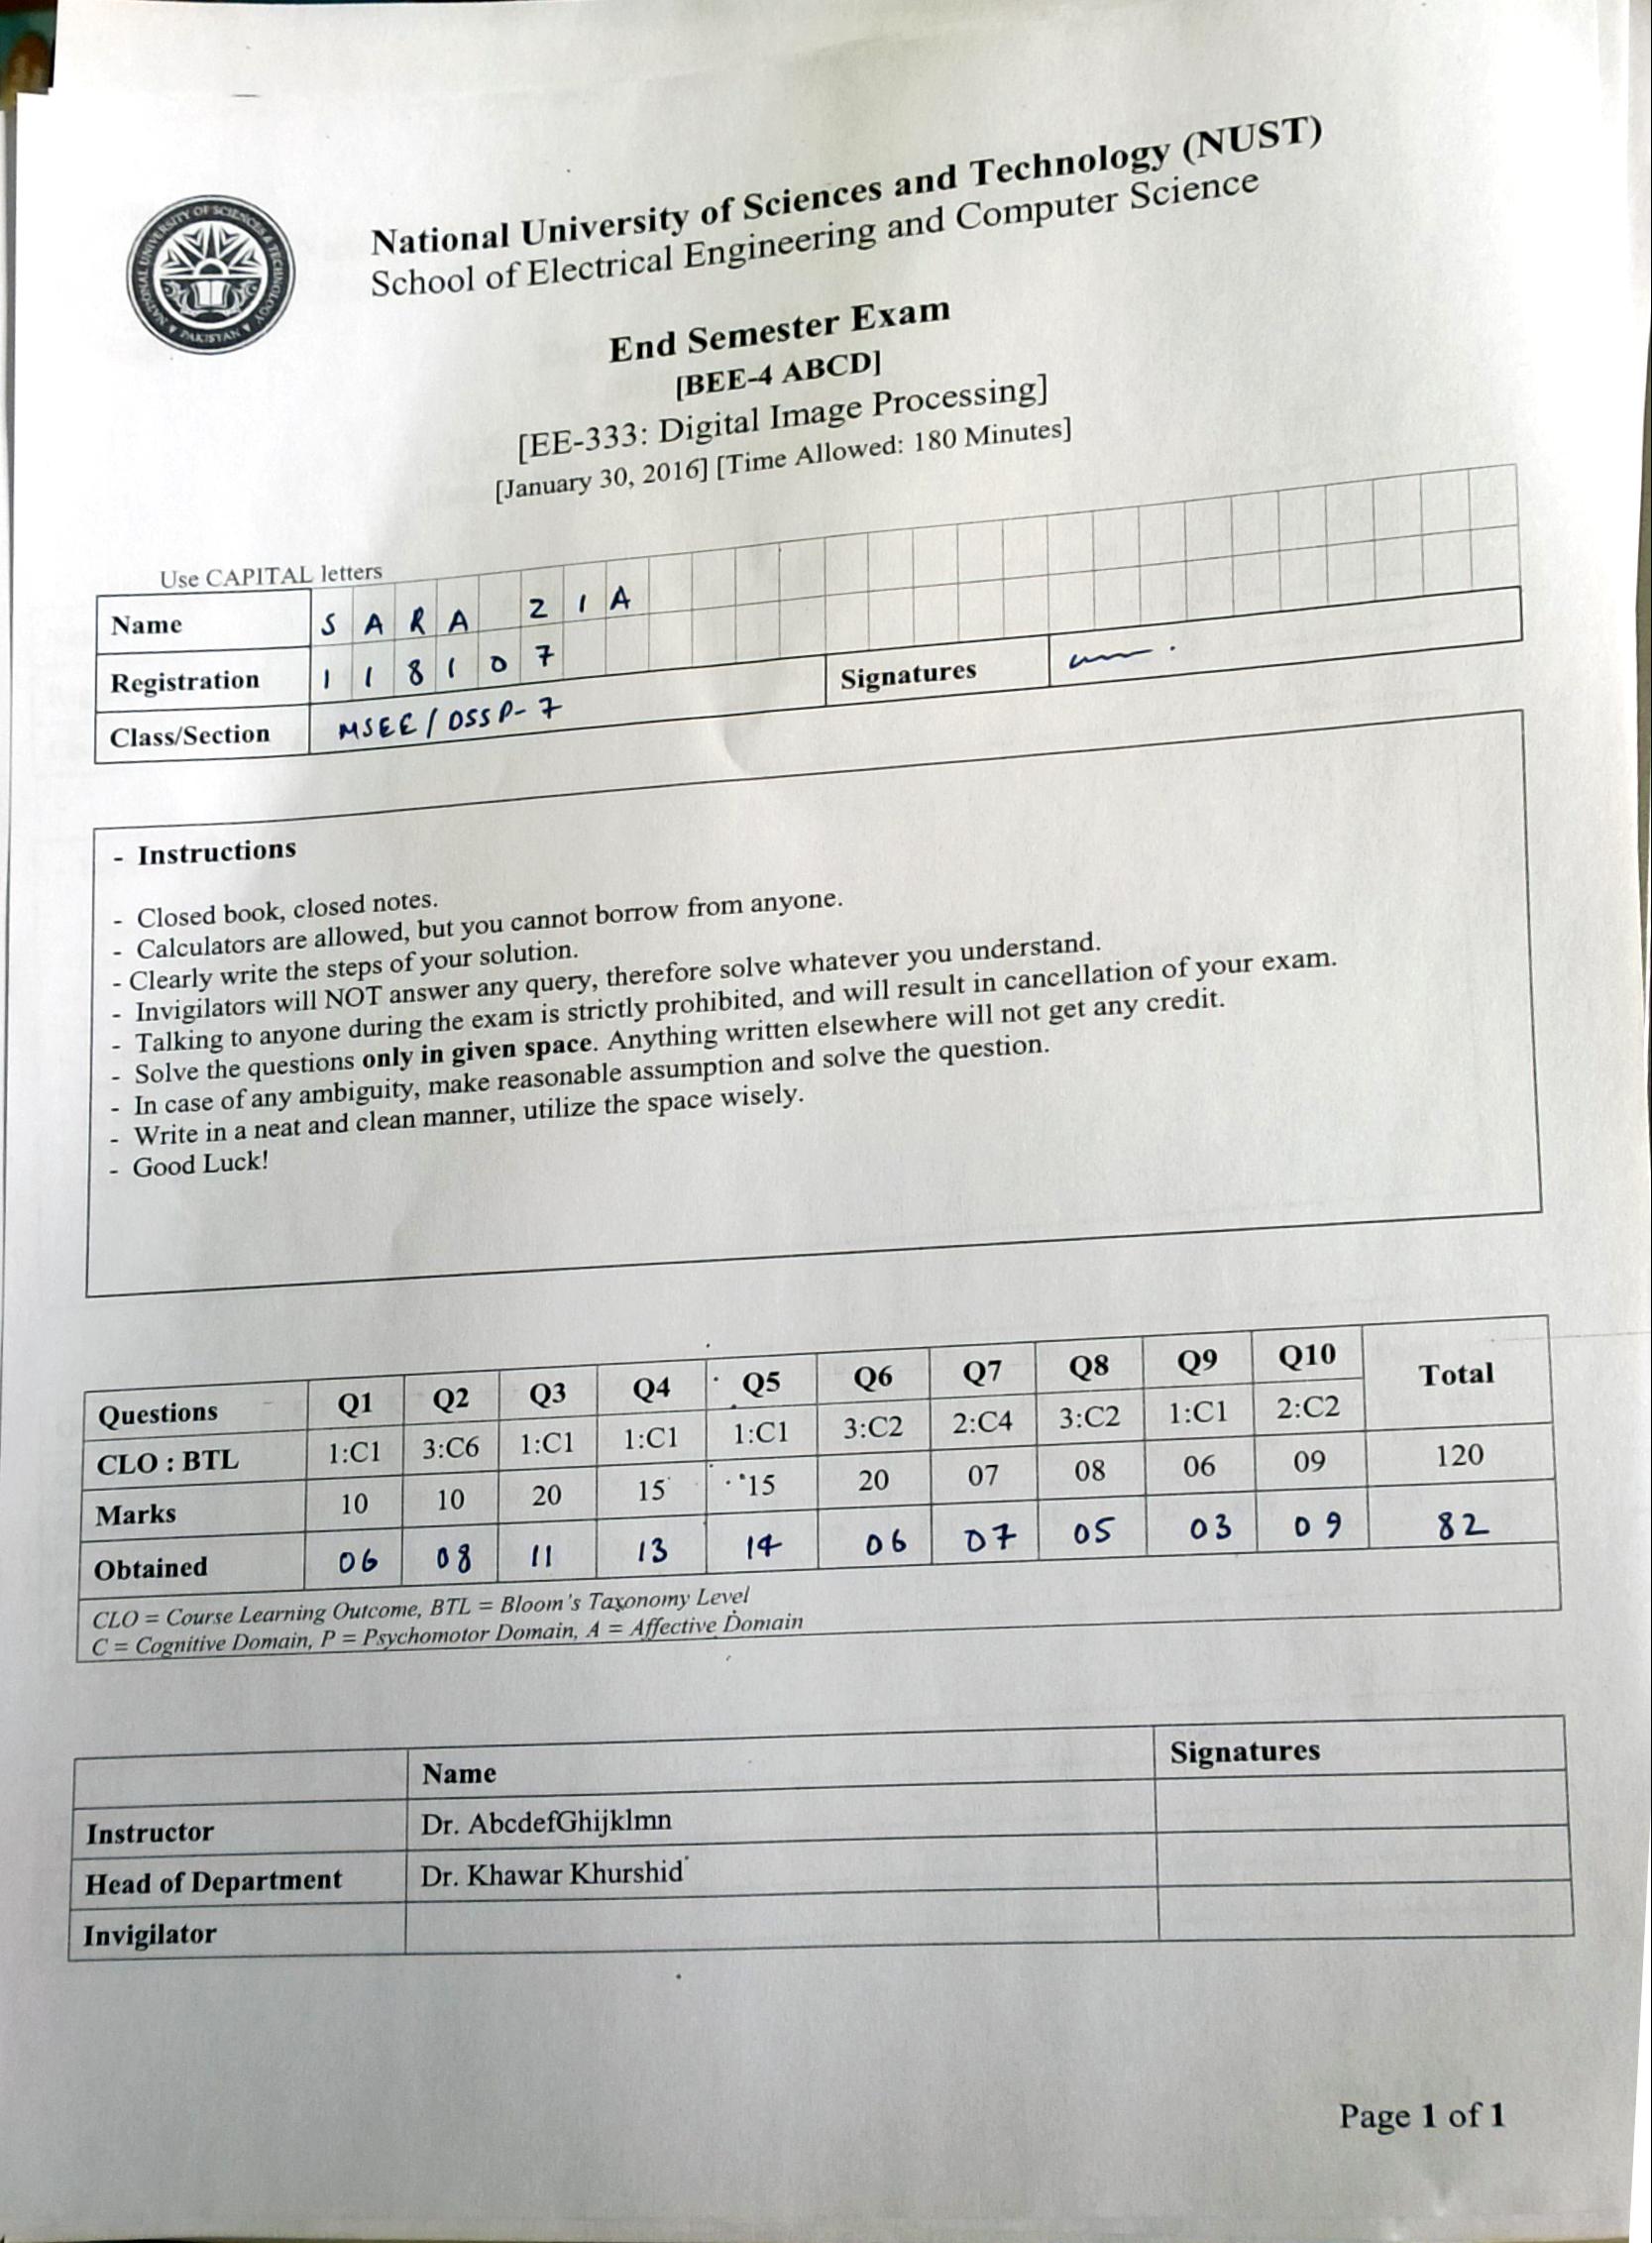 NATIONAL UNIVERSITY OF SCIENCES & TECHNOLOGY
PAKISTAN
National University of Sciences and Technology (NUST)
School of Electrical Engineering and Computer Science
End Semester Exam
[BEE-4 ABCD]
[EE-333: Digital Image Processing]
[January 30, 2016] [Time Allowed: 180 Minutes]
Use CAPITAL letters
Name SARA ZIA
Registration 118107
Class/Section MSEE/DSSP-7 Signatures
- Instructions
- Closed book, closed notes.
- Calculators are allowed, but you cannot borrow from anyone.
- Clearly write the steps of your solution.
- Invigilators will NOT answer any query, therefore solve whatever you understand.
- Talking to anyone during the exam is strictly prohibited, and will result in cancellation of your exam.
- Solve the questions only in given space. Anything written elsewhere will not get any credit.
- In case of any ambiguity, make reasonable assumption and solve the question.
- Write in a neat and clean manner, utilize the space wisely.
- Good Luck!
Questions Q1 Q2 Q3 Q4 Q5 Q6 Q7 Q8 Q9 Q10 Total
CLO : BTL 1:C1 3:C6 1:C1 1:C1 1:C1 3:C2 2:C4 3:C2 1:C1 2:C2
Marks 10 10 20 15 15 20 07 08 06 09 120
Obtained 06 08 11 13 14 06 07 05 03 09 82
CLO = Course Learning Outcome, BTL = Bloom's Taxonomy Level
C = Cognitive Domain, P = Psychomotor Domain, A = Affective Domain
Name Signatures
Instructor Dr. AbcdefGhijklmn
Head of Department Dr. Khawar Khurshid
Invigilator
Page 1 of 1